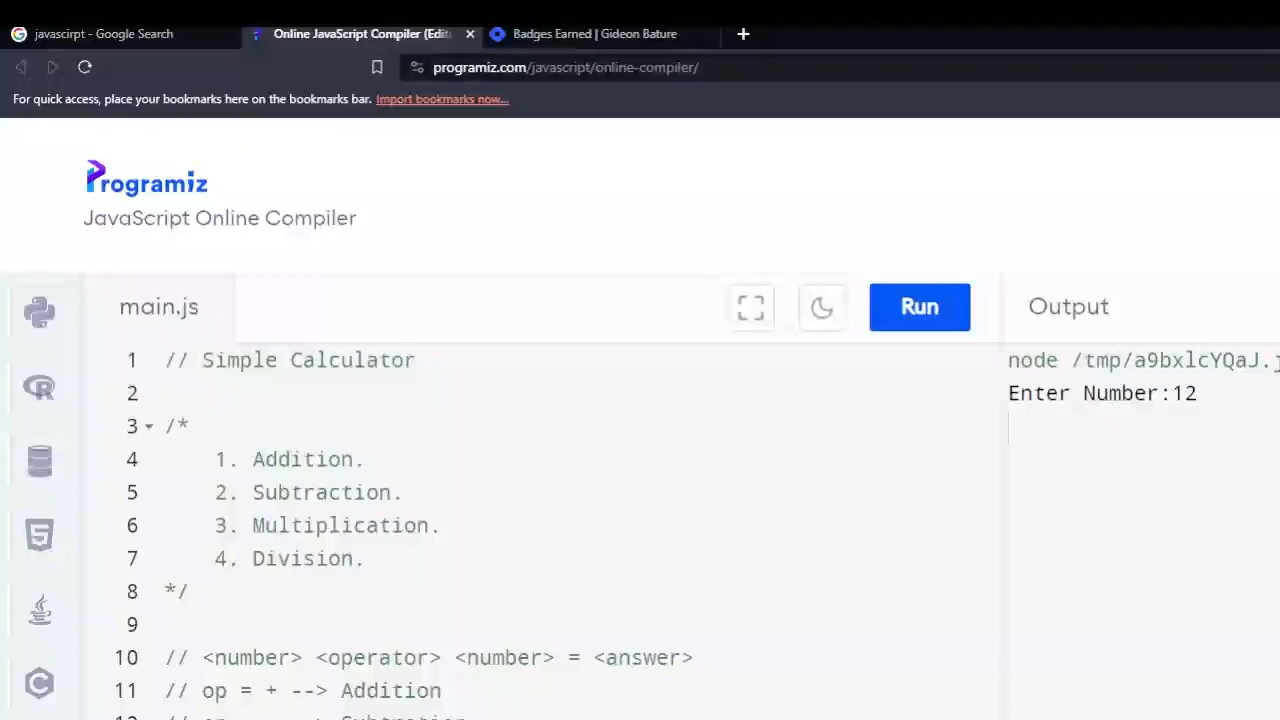 javascirpt - Google Search
Online JavaScript Compiler (Edit
Badges Earned | Gideon Bature
programiz.com/javascript/online-compiler/
For quick access, place your bookmarks here on the bookmarks bar. Import bookmarks now...
Programiz
JavaScript Online Compiler
main.js
Run
Output
1 // Simple Calculator
2
3 /*
4 1. Addition.
5 2. Subtraction.
6 3. Multiplication.
7 4. Division.
8 */
9
10 // <number> <operator> <number> = <answer>
11 // op = + --> Addition
node /tmp/a9bxlcYQaJ.j
Enter Number:12